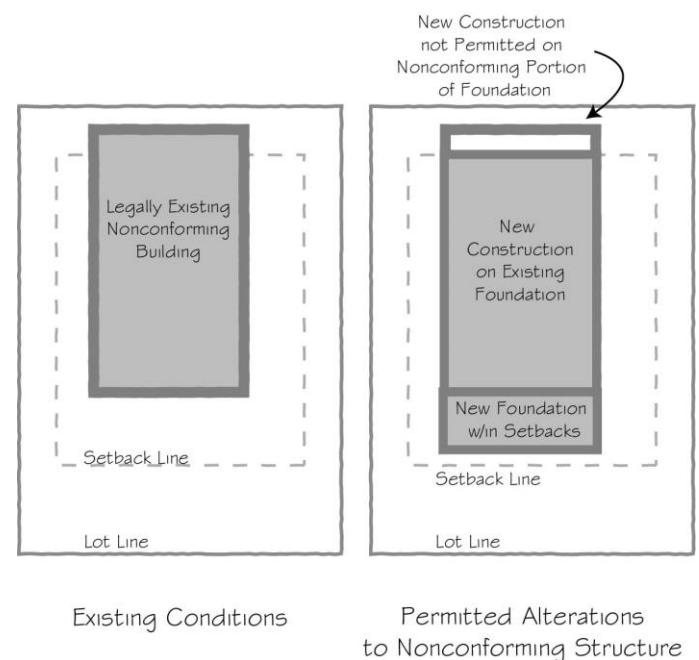 New Construction
not Permitted on
Nonconforming Portion
of Foundation
Legally Existing
Nonconforming
Building
Setback Line
Lot Line
Existing Conditions
New
Construction
on Existing
Foundation
New Foundation
w/in Setbacks
Setback Line
Lot Line
Permitted Alterations
to Nonconforming Structure